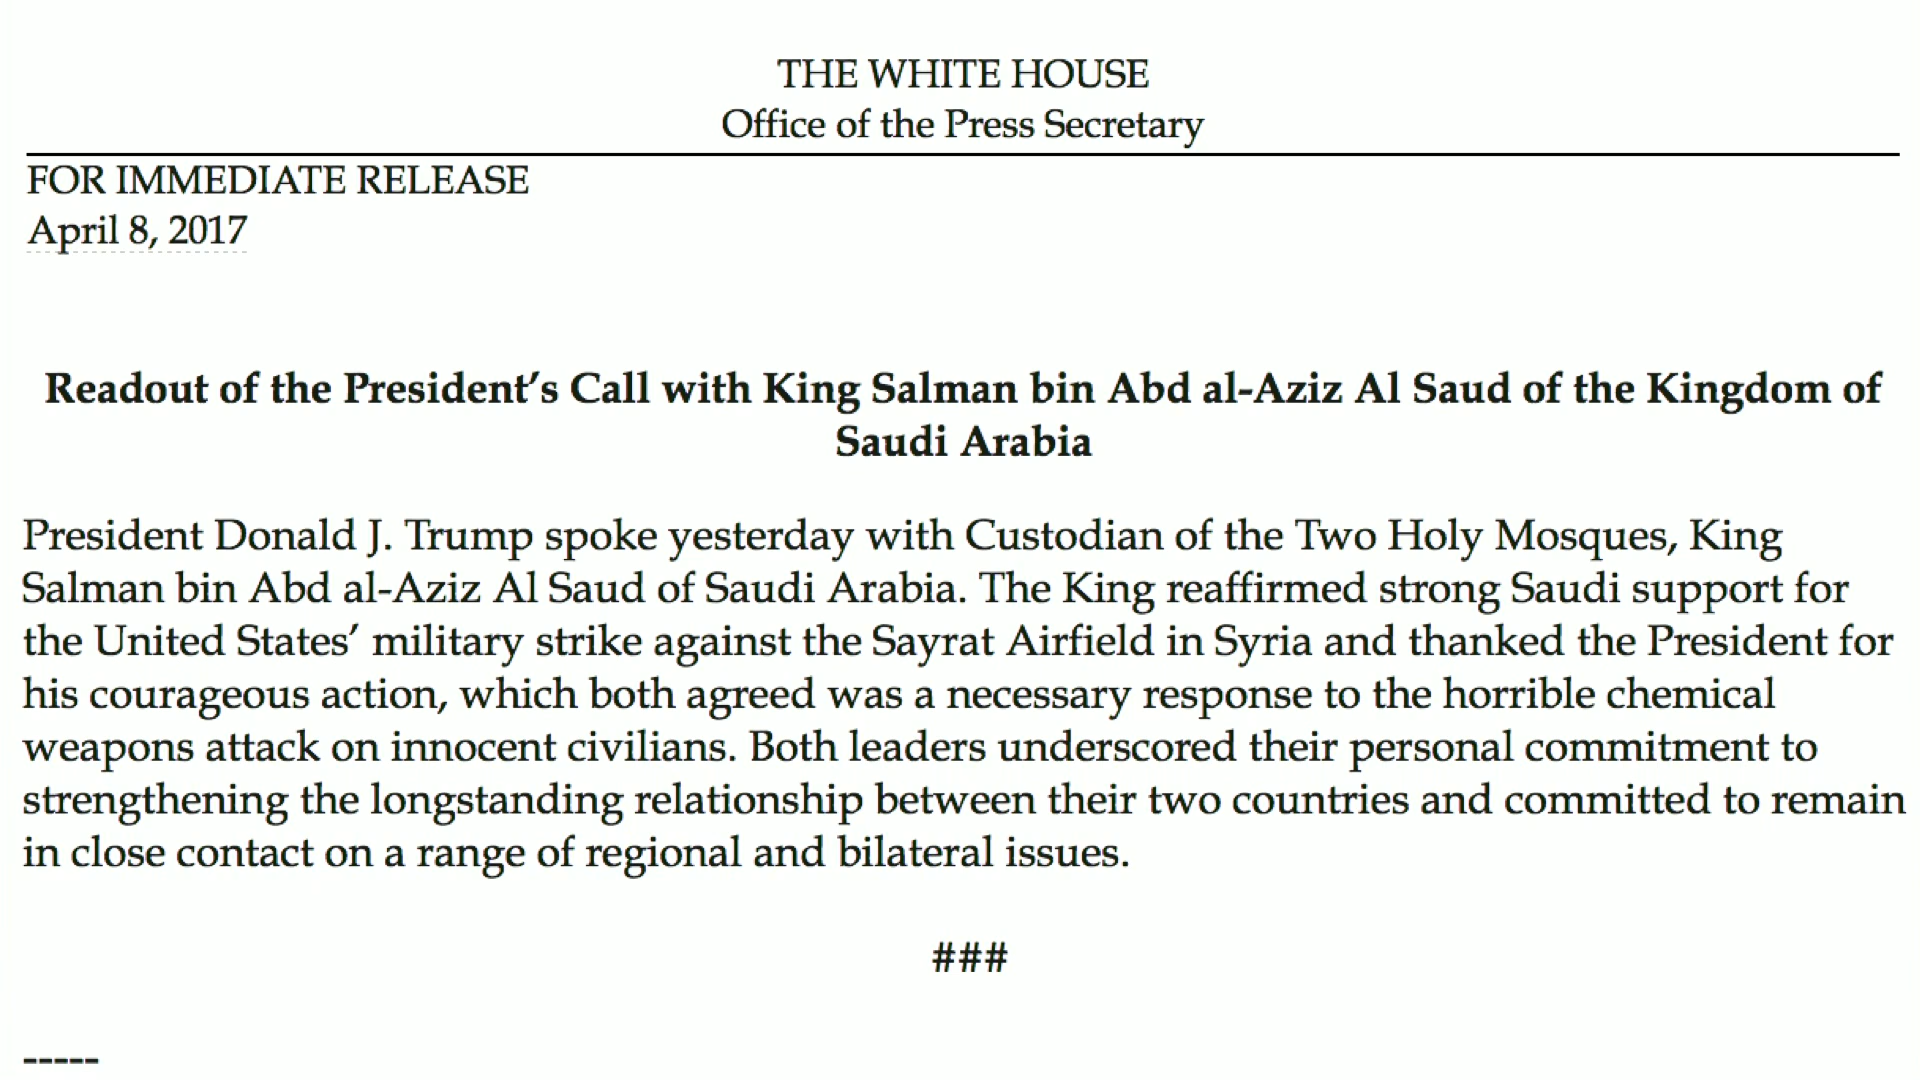 THE WHITE HOUSE
Office of the Press Secretary
FOR IMMEDIATE RELEASE
April 8, 2017
Readout of the President’s Call with King Salman bin Abd al-Aziz Al Saud of the Kingdom of
Saudi Arabia
President Donald J. Trump spoke yesterday with Custodian of the Two Holy Mosques, King
Salman bin Abd al-Aziz Al Saud of Saudi Arabia. The King reaffirmed strong Saudi support for
the United States’ military strike against the Sayrat Airfield in Syria and thanked the President for
his courageous action, which both agreed was a necessary response to the horrible chemical
weapons attack on innocent civilians. Both leaders underscored their personal commitment to
strengthening the longstanding relationship between their two countries and committed to remain
in close contact on a range of regional and bilateral issues.
###
-----